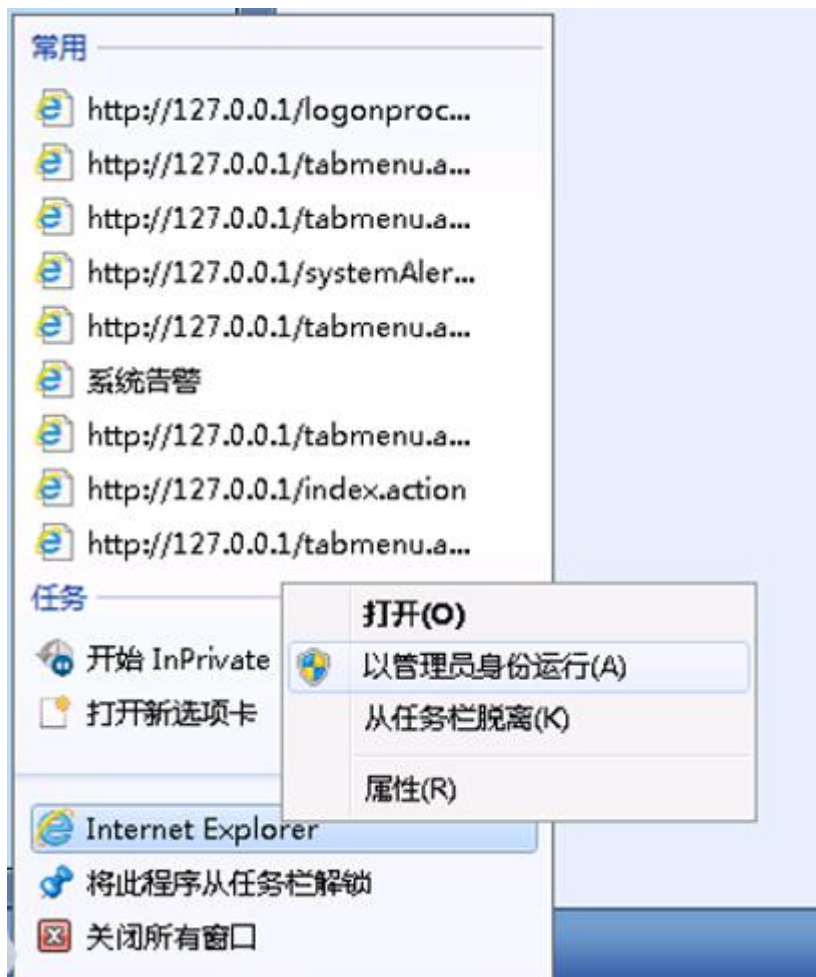 常用
http://127.0.0.1/logonproc...
http://127.0.0.1/tabmenu.a...
http://127.0.0.1/tabmenu.a...
http://127.0.0.1/systemAler...
http://127.0.0.1/tabmenu.a...
系统告警
http://127.0.0.1/tabmenu.a...
http://127.0.0.1/index.action
http://127.0.0.1/tabmenu.a...
任务
开始 InPrivate
打开新选项卡
打开(O)
以管理员身份运行(A)
从任务栏脱离(K)
属性(R)
Internet Explorer
将此程序从任务栏解锁
关闭所有窗口